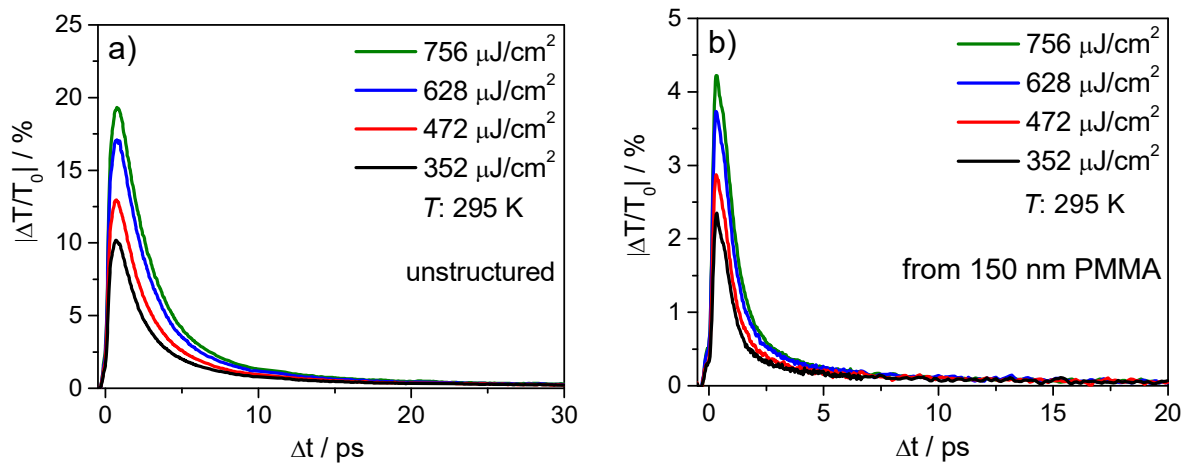 a)
756 μJ/cm²
628 μJ/cm²
472 μJ/cm²
352 μJ/cm²
T: 295 K
unstructured
|ΔT/T₀| / %
25
20
15
10
5
0
0 10 20 30
Δt / ps
b)
756 μJ/cm²
628 μJ/cm²
472 μJ/cm²
352 μJ/cm²
T: 295 K
from 150 nm PMMA
|ΔT/T₀| / %
5
4
3
2
1
0
0 5 10 15 20
Δt / ps